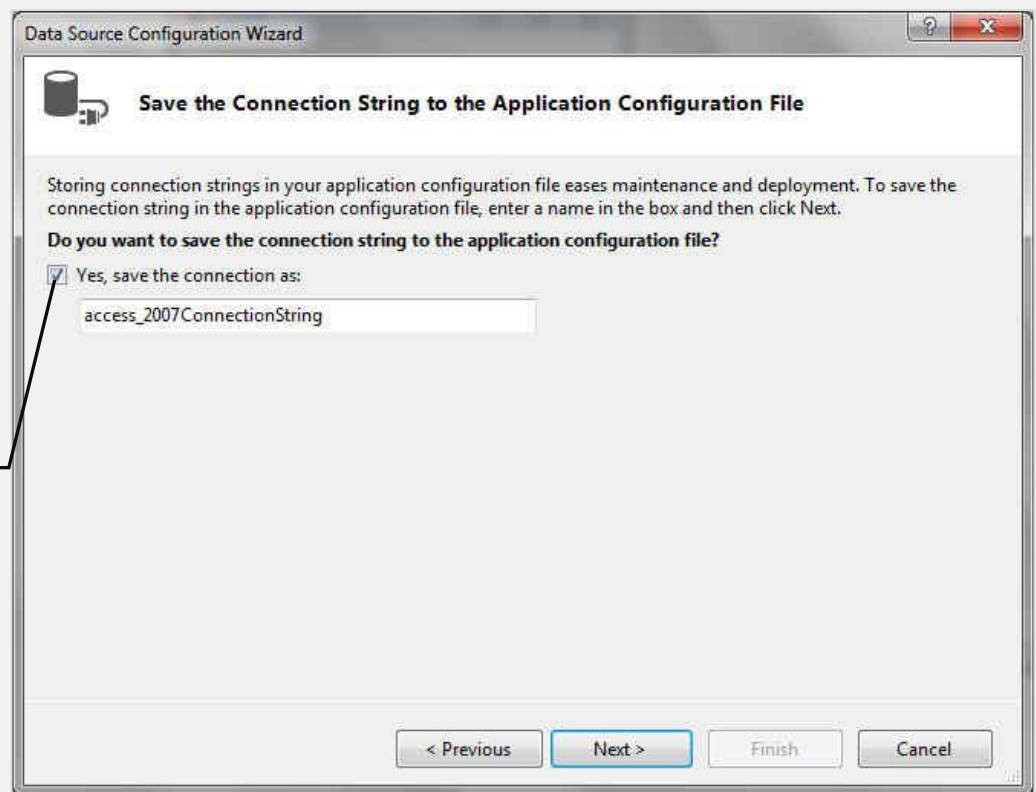 Data Source Configuration Wizard
Save the Connection String to the Application Configuration File
Storing connection strings in your application configuration file eases maintenance and deployment. To save the
connection string in the application configuration file, enter a name in the box and then click Next.
Do you want to save the connection string to the application configuration file?
Yes, save the connection as:
access_2007ConnectionString
< Previous
Next >
Finish
Cancel